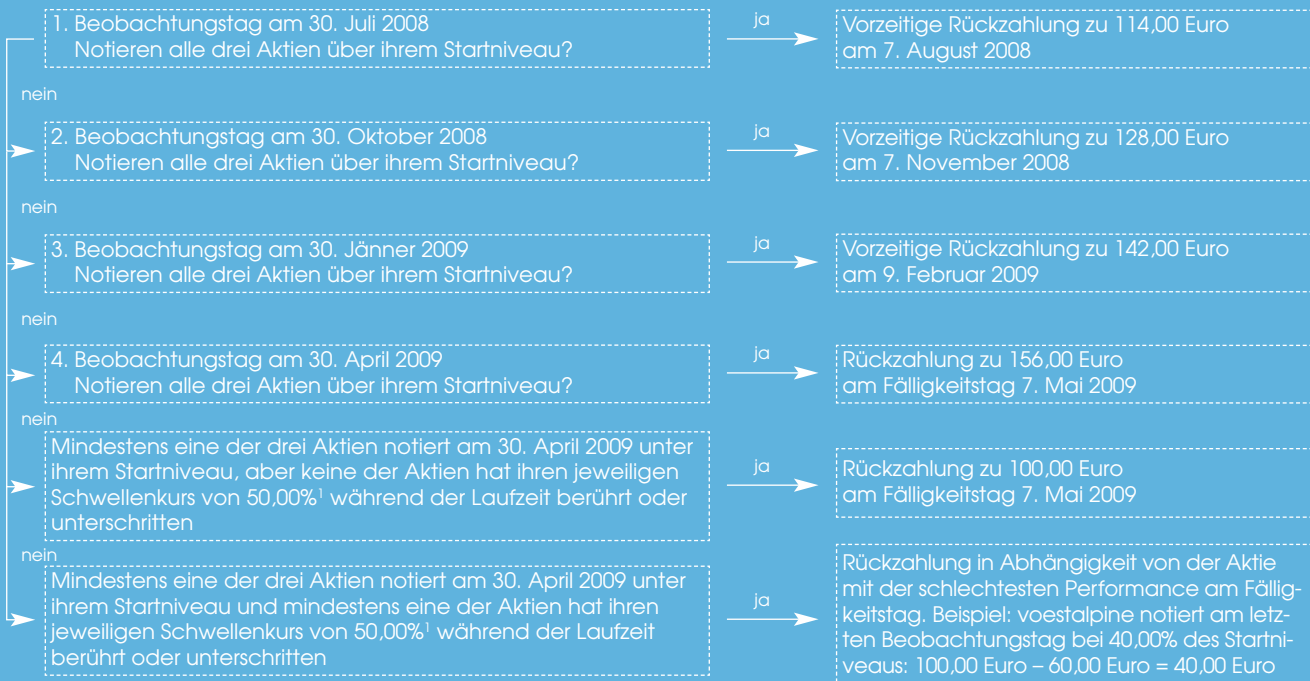 1. Beobachtungstag am 30. Juli 2008
Notieren alle drei Aktien über ihrem Startniveau?
ja
Vorzeitige Rückzahlung zu 114,00 Euro
am 7. August 2008
nein
2. Beobachtungstag am 30. Oktober 2008
Notieren alle drei Aktien über ihrem Startniveau?
ja
Vorzeitige Rückzahlung zu 128,00 Euro
am 7. November 2008
nein
3. Beobachtungstag am 30. Jänner 2009
Notieren alle drei Aktien über ihrem Startniveau?
ja
Vorzeitige Rückzahlung zu 142,00 Euro
am 9. Februar 2009
nein
4. Beobachtungstag am 30. April 2009
Notieren alle drei Aktien über ihrem Startniveau?
ja
Rückzahlung zu 156,00 Euro
am Fälligkeitstag 7. Mai 2009
nein
Mindestens eine der drei Aktien notiert am 30. April 2009 unter
ihrem Startniveau, aber keine der Aktien hat ihren jeweiligen
Schwellenkurs von 50,00%¹ während der Laufzeit berührt oder
unterschritten
ja
Rückzahlung zu 100,00 Euro
am Fälligkeitstag 7. Mai 2009
nein
Mindestens eine der drei Aktien notiert am 30. April 2009 unter
ihrem Startniveau und mindestens eine der Aktien hat ihren
jeweiligen Schwellenkurs von 50,00%¹ während der Laufzeit
berührt oder unterschritten
ja
Rückzahlung in Abhängigkeit von der Aktie
mit der schlechtesten Performance am Fällig-
keitstag. Beispiel: voestalpine notiert am letz-
ten Beobachtungstag bei 40,00% des Startni-
veaus: 100,00 Euro – 60,00 Euro = 40,00 Euro